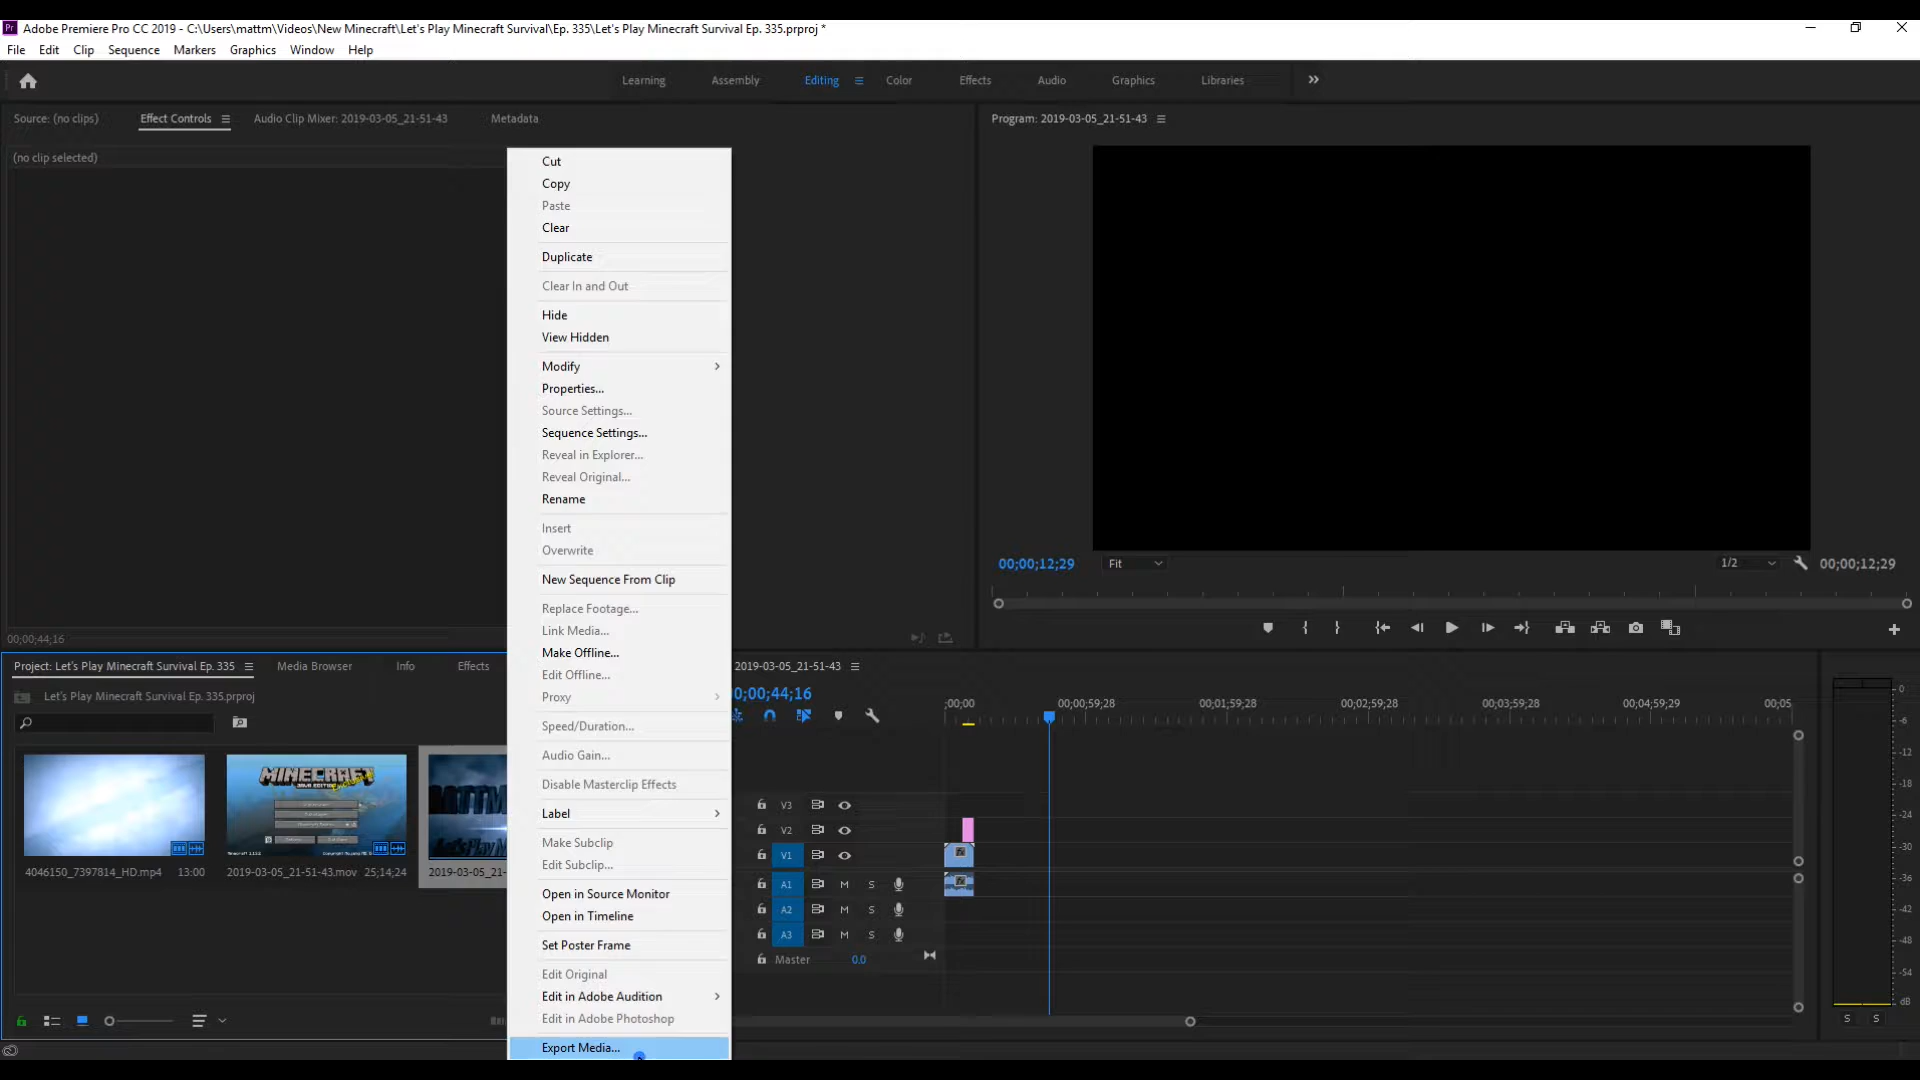 Adobe Premiere Pro CC 2019 - C:\Users\mattm\Videos\New Minecraft\Let's Play Minecraft Survival\Ep. 335\Let's Play Minecraft Survival Ep. 335.prproj *
File Edit Clip Sequence Markers Graphics Window Help
Learning Assembly Editing Color Effects Audio Graphics Libraries
Source: (no clips) Effect Controls Audio Clip Mixer: 2019-03-05_21-51-43 Metadata
Program: 2019-03-05_21-51-43
(no clip selected)
Cut
Copy
Paste
Clear
Duplicate
Clear In and Out
Hide
View Hidden
Modify
Properties...
Source Settings...
Sequence Settings...
Reveal in Explorer...
Reveal Original...
Rename
Insert
Overwrite
New Sequence From Clip
Replace Footage...
Link Media...
Make Offline...
Edit Offline...
Proxy
Speed/Duration...
Audio Gain...
Disable Masterclip Effects
Label
Make Subclip
Edit Subclip...
Open in Source Monitor
Open in Timeline
Set Poster Frame
Edit Original
Edit in Adobe Audition
Edit in Adobe Photoshop
Export Media...
00;00;12;29 Fit 1/2 00;00;12;29
00;00;44;16
Project: Let's Play Minecraft Survival Ep. 335 Media Browser Info Effects
Let's Play Minecraft Survival Ep. 335.prproj
MINECRAFT
4046150_7397814_HD.mp4 13:00
2019-03-05_21-51-43.mov 25;14;24
2019-03-05_21-
2019-03-05_21-51-43
0;00;44;16
;00;00 00;00;59;28 00;01;59;28 00;02;59;28 00;03;59;28 00;04;59;29 00;05
V3
V2
V1
A1 M S
A2 M S
A3 M S
Master 0.0
0
-6
-12
-18
-24
-30
-36
-42
-48
-54
dB
S S